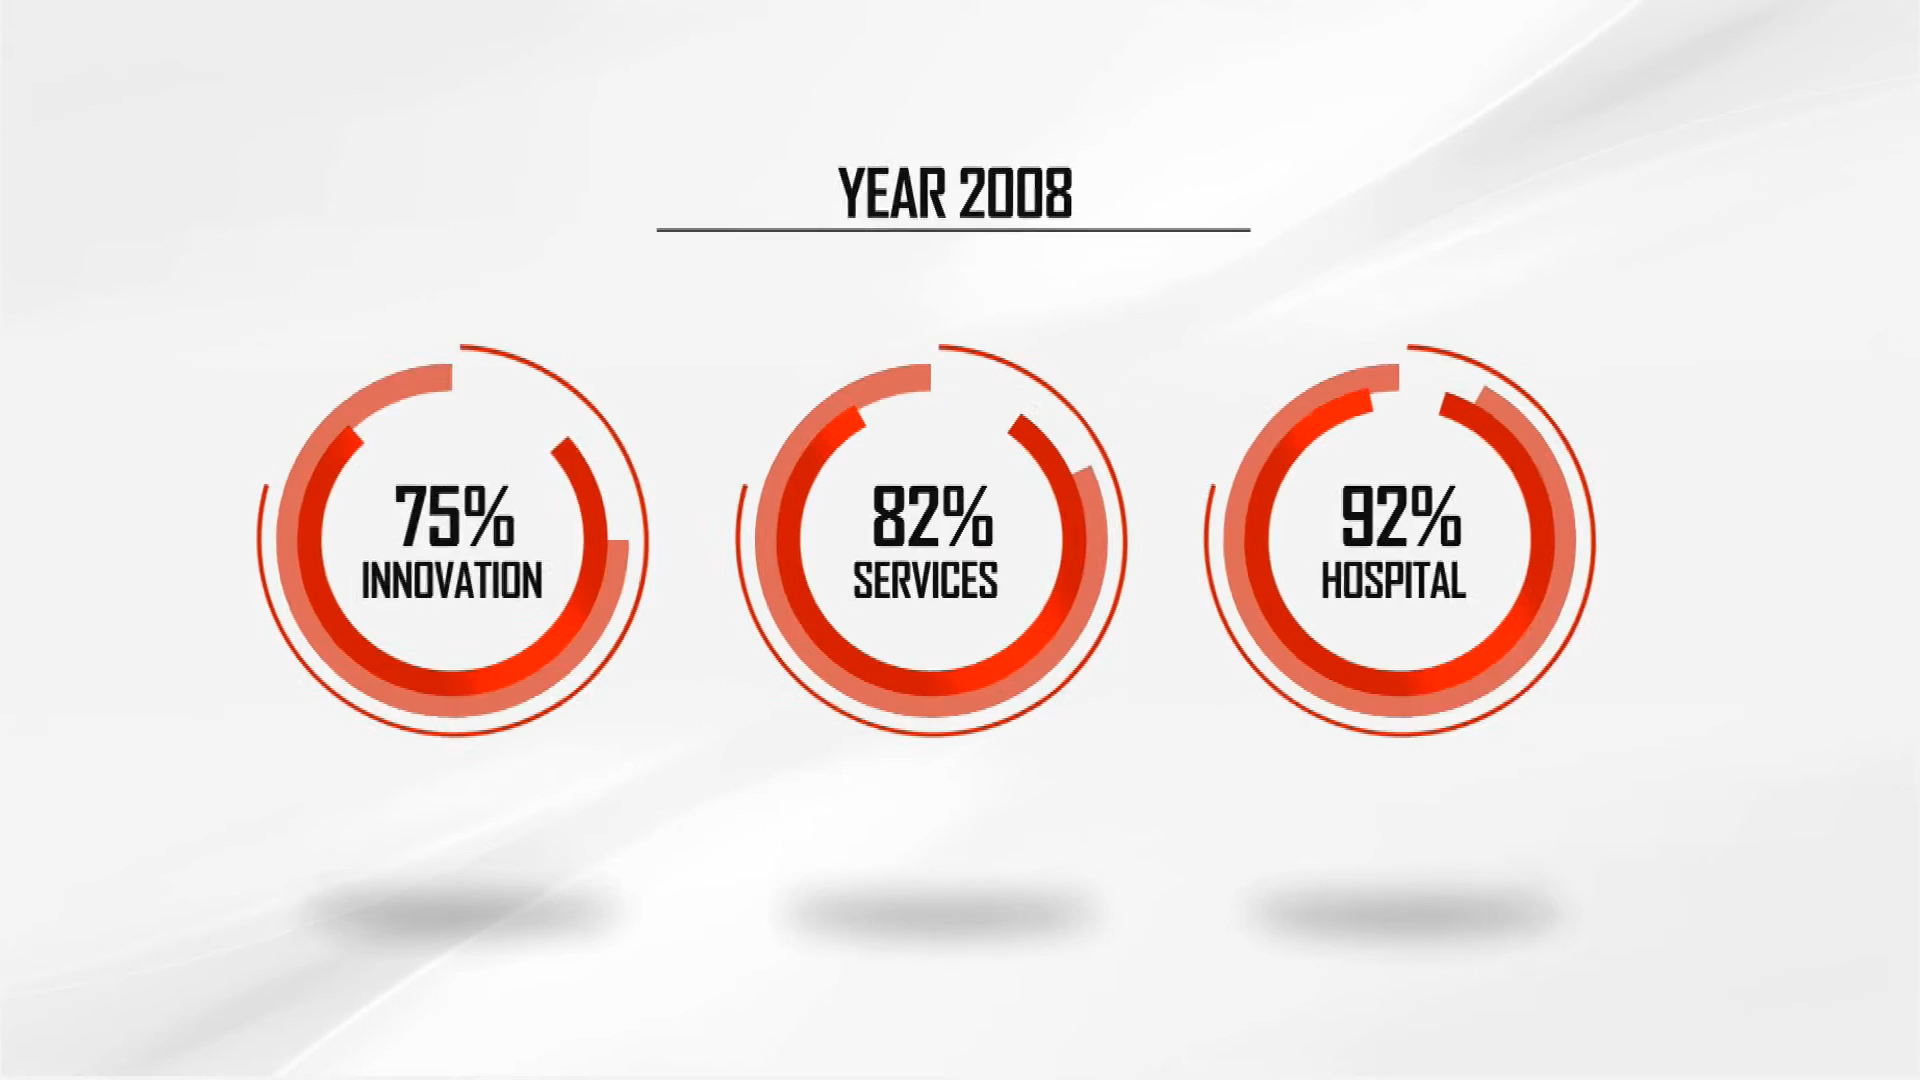 YEAR 2008
75%
INNOVATION
82%
SERVICES
92%
HOSPITAL